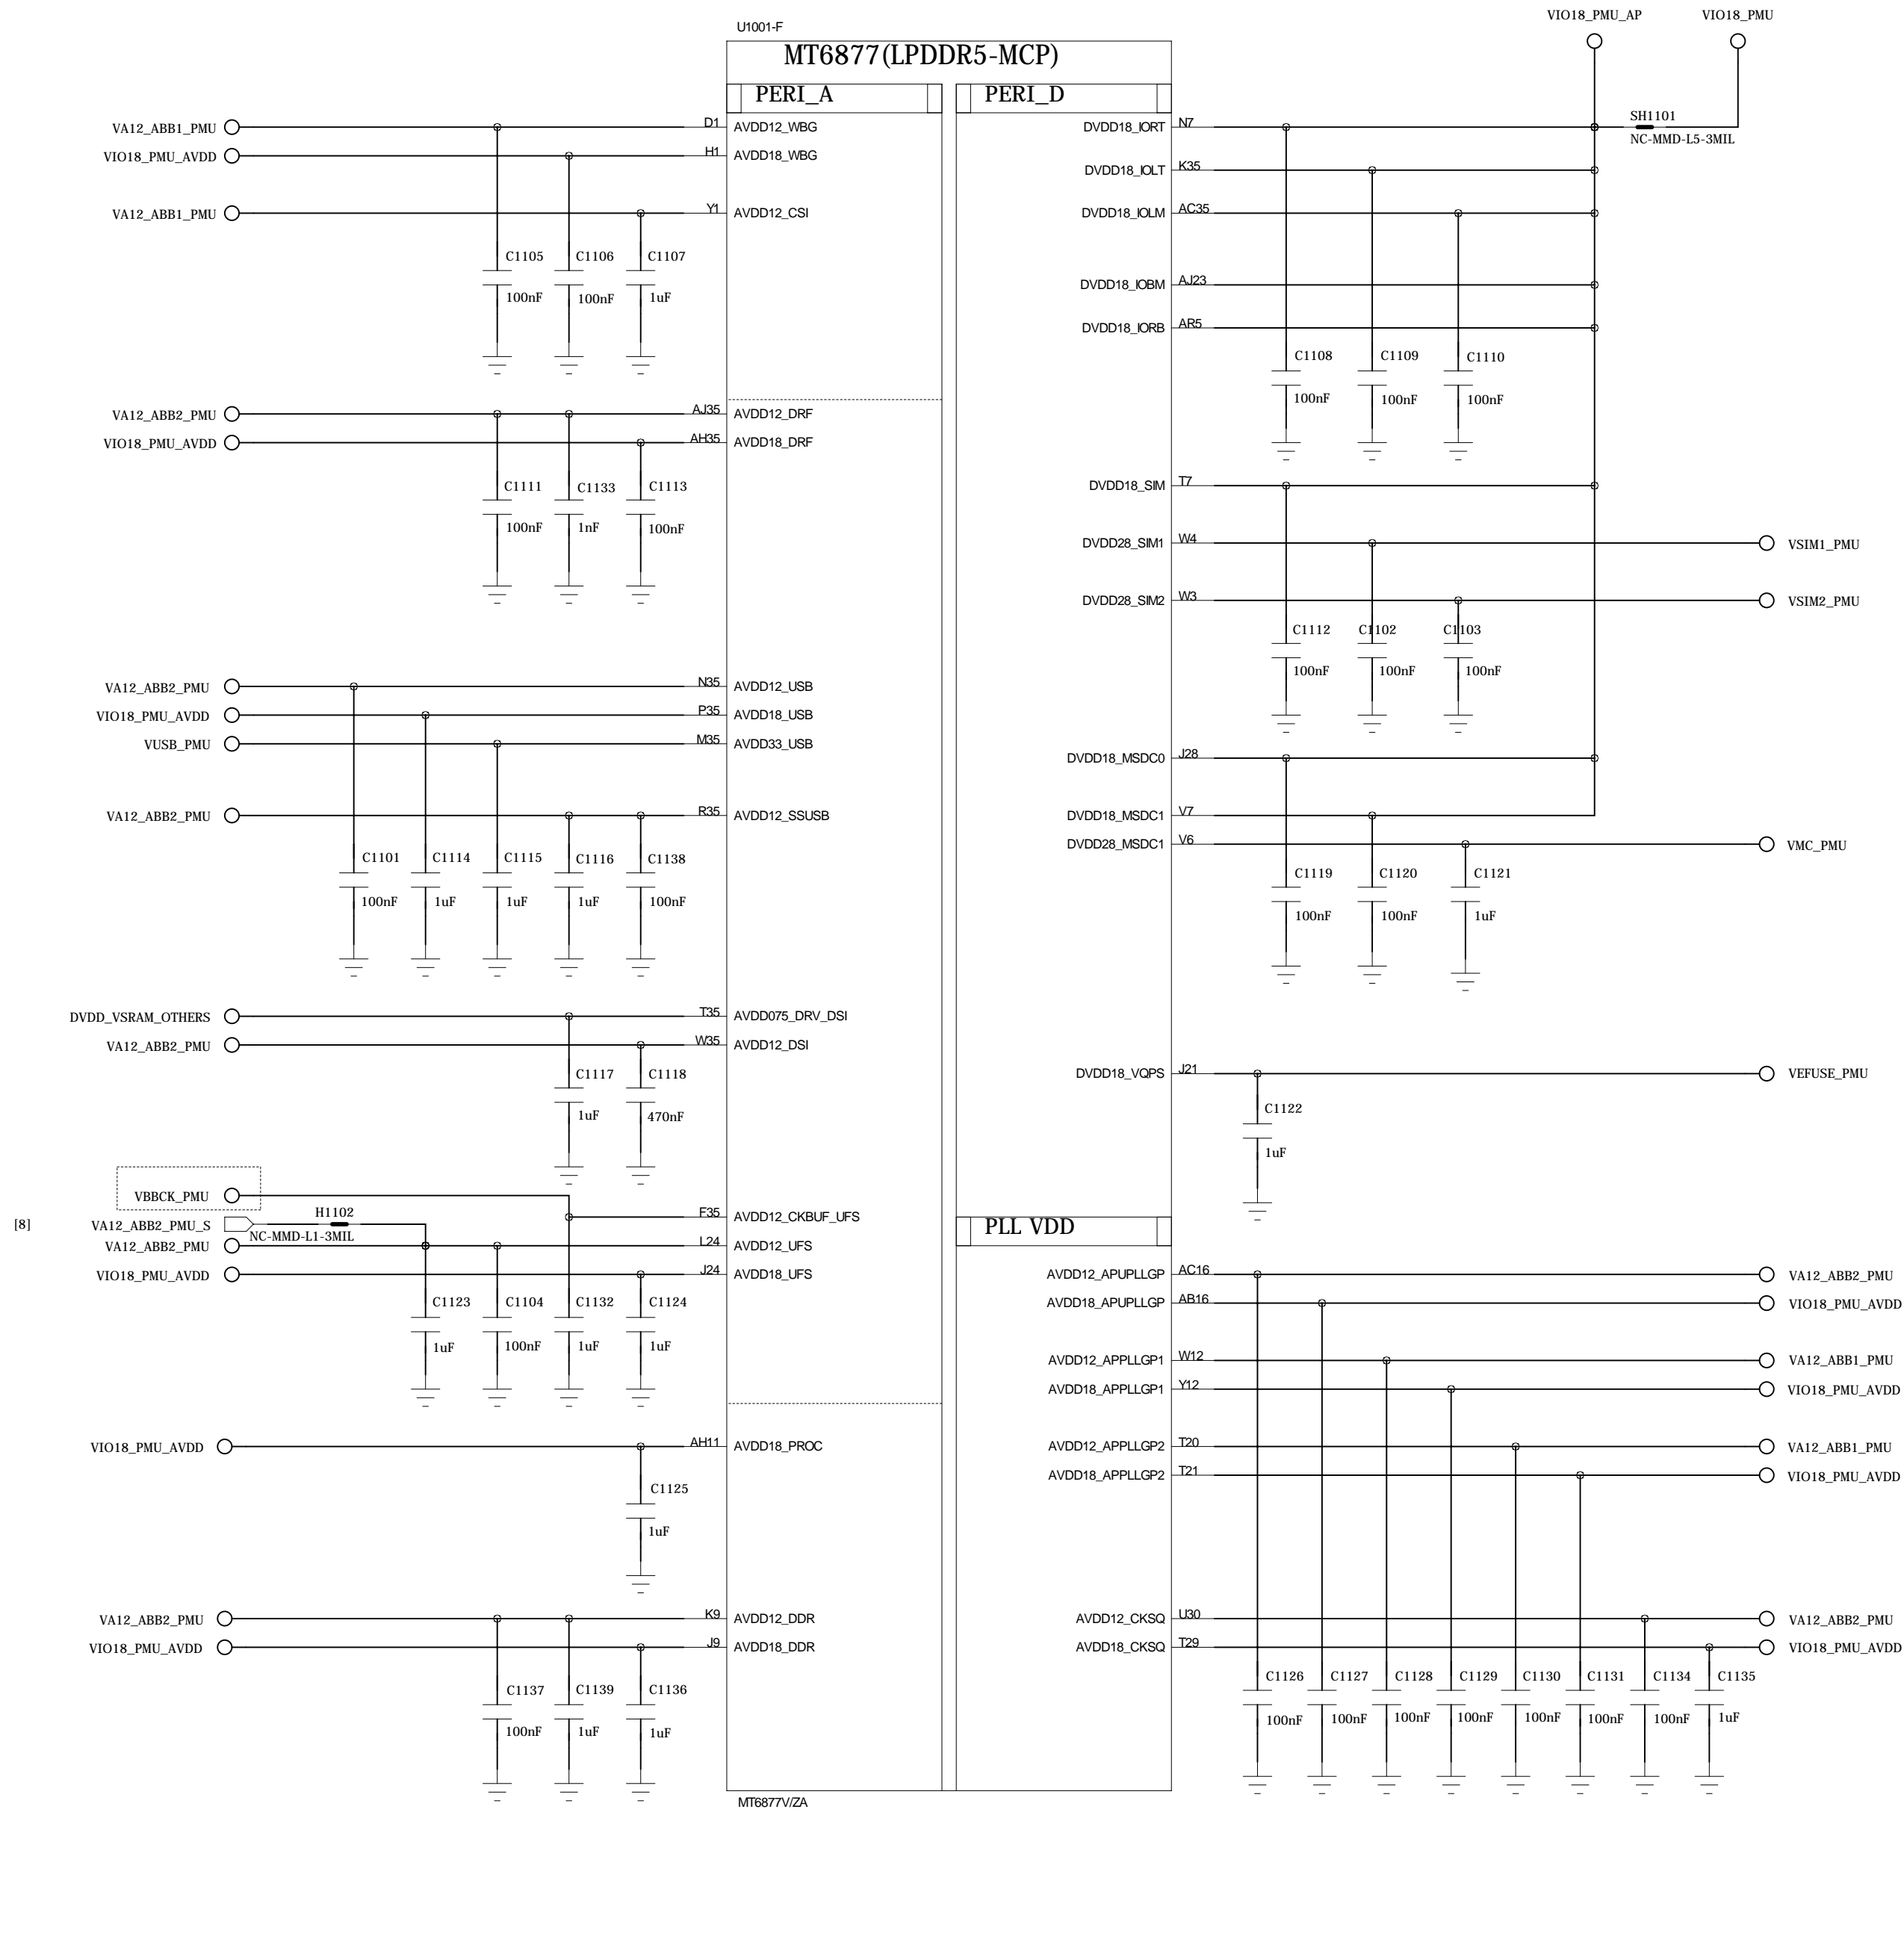 VIO18_PMU_AP VIO18_PMU
U1001-F
MT6877(LPDDR5-MCP)
PERI_A PERI_D
SH1101
NC-MMD-L5-3MIL
VA12_ABB1_PMU D1 AVDD12_WBG
VIO18_PMU_AVDD H1 AVDD18_WBG
VA12_ABB1_PMU Y1 AVDD12_CSI
C1105 C1106 C1107
100nF 100nF 1uF
VA12_ABB2_PMU AJ35 AVDD12_DRF
VIO18_PMU_AVDD AH35 AVDD18_DRF
C1111 C1133 C1113
100nF 1nF 100nF
VA12_ABB2_PMU N35 AVDD12_USB
VIO18_PMU_AVDD P35 AVDD18_USB
VUSB_PMU M35 AVDD33_USB
VA12_ABB2_PMU R35 AVDD12_SSUSB
C1101 C1114 C1115 C1116 C1138
100nF 1uF 1uF 1uF 100nF
DVDD_VSRAM_OTHERS T35 AVDD075_DRV_DSI
VA12_ABB2_PMU W35 AVDD12_DSI
C1117 C1118
1uF 470nF
VBBCK_PMU F35 AVDD12_CKBUF_UFS
[8] VA12_ABB2_PMU_S H1102
NC-MMD-L1-3MIL
VA12_ABB2_PMU L24 AVDD12_UFS
VIO18_PMU_AVDD J24 AVDD18_UFS
C1123 C1104 C1132 C1124
1uF 100nF 1uF 1uF
VIO18_PMU_AVDD AH11 AVDD18_PROC
C1125
1uF
VA12_ABB2_PMU K9 AVDD12_DDR
VIO18_PMU_AVDD J9 AVDD18_DDR
C1137 C1139 C1136
100nF 1uF 1uF
DVDD18_IORT N7
DVDD18_IOLT K35
DVDD18_IOLM AC35
DVDD18_IOBM AJ23
DVDD18_IORB AR5
C1108 C1109 C1110
100nF 100nF 100nF
DVDD18_SIM T7
DVDD28_SIM1 W4 VSIM1_PMU
DVDD28_SIM2 W3 VSIM2_PMU
C1112 C1102 C1103
100nF 100nF 100nF
DVDD18_MSDC0 J28
DVDD18_MSDC1 V7
DVDD28_MSDC1 V6 VMC_PMU
C1119 C1120 C1121
100nF 100nF 1uF
DVDD18_VQPS J21 VEFUSE_PMU
C1122
1uF
PLL VDD
AVDD12_APUPLLGP AC16 VA12_ABB2_PMU
AVDD18_APUPLLGP AB16 VIO18_PMU_AVDD
AVDD12_APPLLGP1 W12 VA12_ABB1_PMU
AVDD18_APPLLGP1 Y12 VIO18_PMU_AVDD
AVDD12_APPLLGP2 T20 VA12_ABB1_PMU
AVDD18_APPLLGP2 T21 VIO18_PMU_AVDD
AVDD12_CKSQ U30 VA12_ABB2_PMU
AVDD18_CKSQ T29 VIO18_PMU_AVDD
C1126 C1127 C1128 C1129 C1130 C1131 C1134 C1135
100nF 100nF 100nF 100nF 100nF 100nF 100nF 1uF
MT6877V/ZA